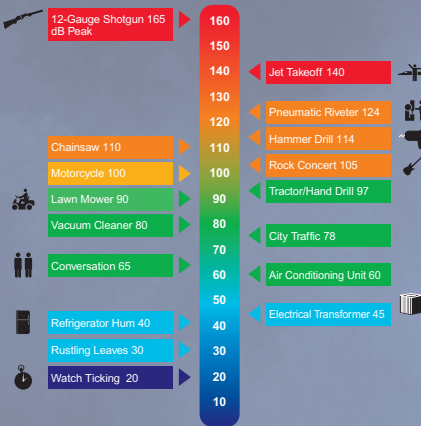 12-Gauge Shotgun 165
dB Peak
Chainsaw 110
Motorcycle 100
Lawn Mower 90
Vacuum Cleaner 80
Conversation 65
Refrigerator Hum 40
Rustling Leaves 30
Watch Ticking 20
160
150
140
130
120
110
100
90
80
70
60
50
40
30
20
10
Jet Takeoff 140
Pneumatic Riveter 124
Hammer Drill 114
Rock Concert 105
Tractor/Hand Drill 97
City Traffic 78
Air Conditioning Unit 60
Electrical Transformer 45